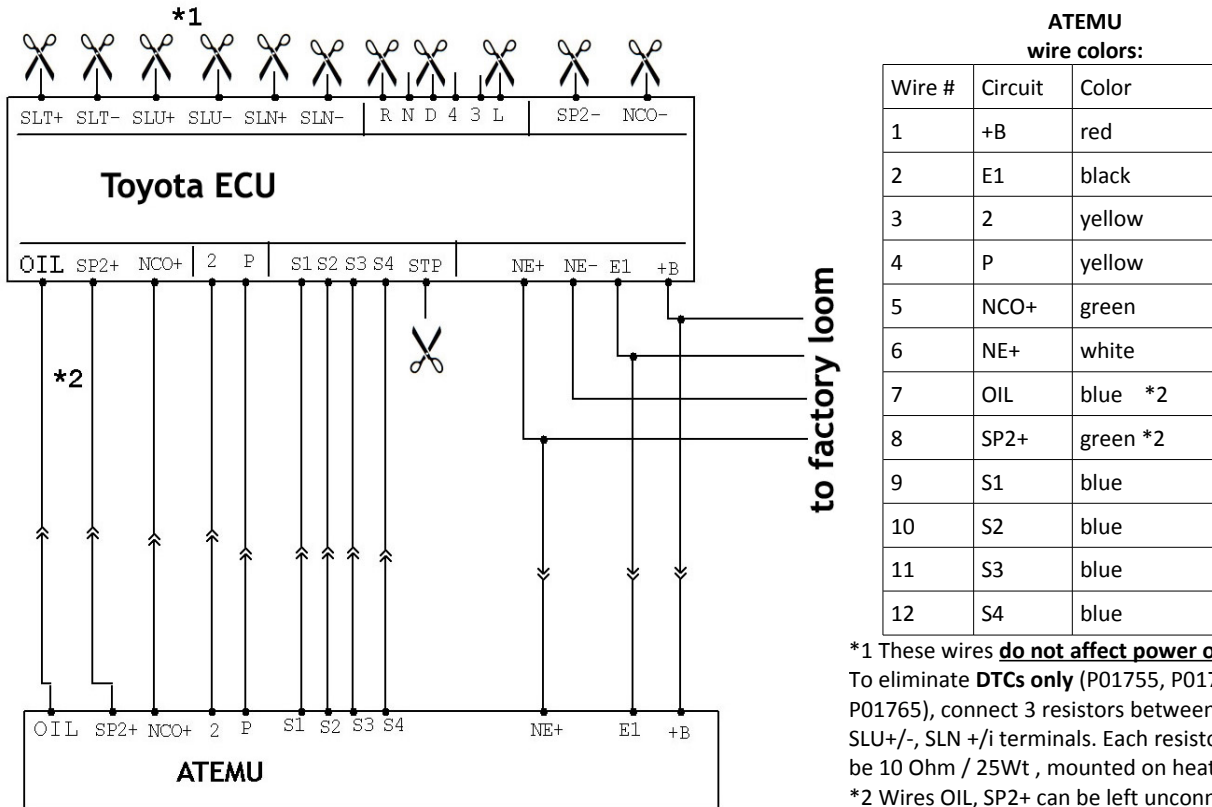 *1
SLT+ SLT- SLU+ SLU- SLN+ SLN- R N D 4 3 L SP2- NCO-
Toyota ECU
OIL SP2+ NCO+ 2 P S1 S2 S3 S4 STP NE+ NE- E1 +B
*2
to factory loom
OIL SP2+ NCO+ 2 P S1 S2 S3 S4 NE+ E1 +B
ATEMU
ATEMU
wire colors:
Wire # Circuit Color
1 +B red
2 E1 black
3 2 yellow
4 P yellow
5 NCO+ green
6 NE+ white
7 OIL blue *2
8 SP2+ green *2
9 S1 blue
10 S2 blue
11 S3 blue
12 S4 blue
*1 These wires do not affect power
To eliminate DTCs only (P01755,
P01765), connect 3 resistors between
SLU+/-, SLN +/i terminals. Each
be 10 Ohm / 25Wt , mounted on
*2 Wires OIL, SP2+ can be left